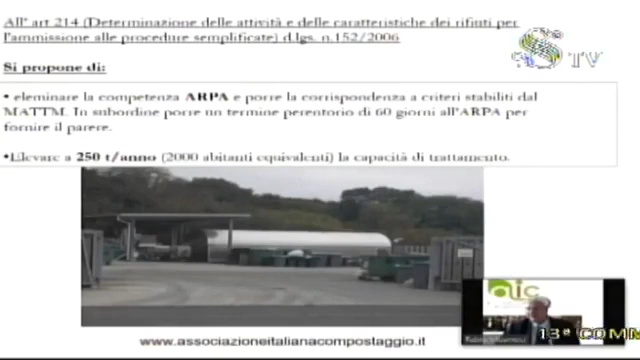 All' art 214 (Determinazione delle attività e delle caratteristiche dei rifiuti per
l'ammissione alle procedure semplificate) d.lgs. n.152/2006
S TV
Si propone di:
• eleminare la competenza ARPA e porre la corrispondenza a criteri stabiliti dal
MATTM. In subordine porre un termine perentorio di 60 giorni all'ARPA per
fornire il parere.
•Elevare a 250 t/anno (2000 abitanti equivalenti) la capacità di trattamento.
aic
13ª COMM
www.associazioneitalianacompostaggio.it